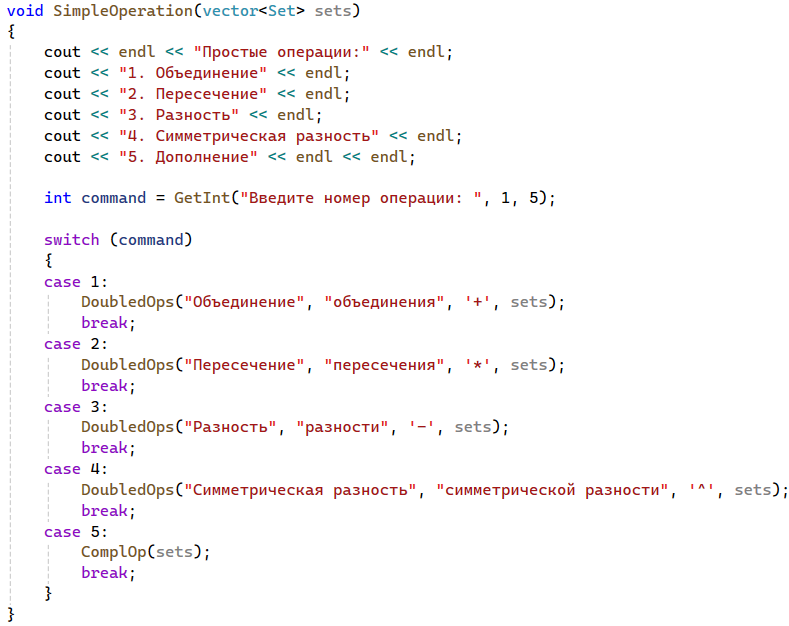 void SimpleOperation(vector<Set> sets)
{
    cout << endl << "Простые операции:" << endl;
    cout << "1. Объединение" << endl;
    cout << "2. Пересечение" << endl;
    cout << "3. Разность" << endl;
    cout << "4. Симметрическая разность" << endl;
    cout << "5. Дополнение" << endl << endl;

    int command = GetInt("Введите номер операции: ", 1, 5);

    switch (command)
    {
    case 1:
        DoubledOps("Объединение", "объединения", '+', sets);
        break;
    case 2:
        DoubledOps("Пересечение", "пересечения", '*', sets);
        break;
    case 3:
        DoubledOps("Разность", "разности", '-', sets);
        break;
    case 4:
        DoubledOps("Симметрическая разность", "симметрической разности", '^', sets);
        break;
    case 5:
        ComplOp(sets);
        break;
    }
}